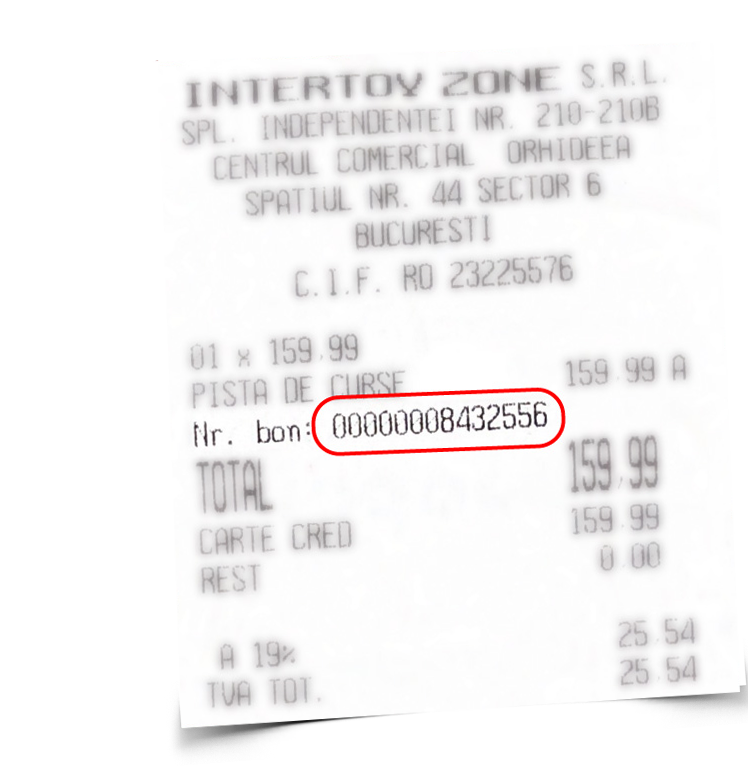 INTERTOY ZONE S.R.L.
SPL. INDEPENDENTEI NR. 210-210B
CENTRUL COMERCIAL ORHIDEEA
SPATIUL NR. 44 SECTOR 6
BUCURESTI
C.I.F. RO 23225576
01 x 159.99
PISTA DE CURSE 159.99 A
Nr. bon: 00000008432556
TOTAL 159.99
CARTE CRED 159.99
REST 0.00
A 19% 25.54
TVA TOT. 25.54